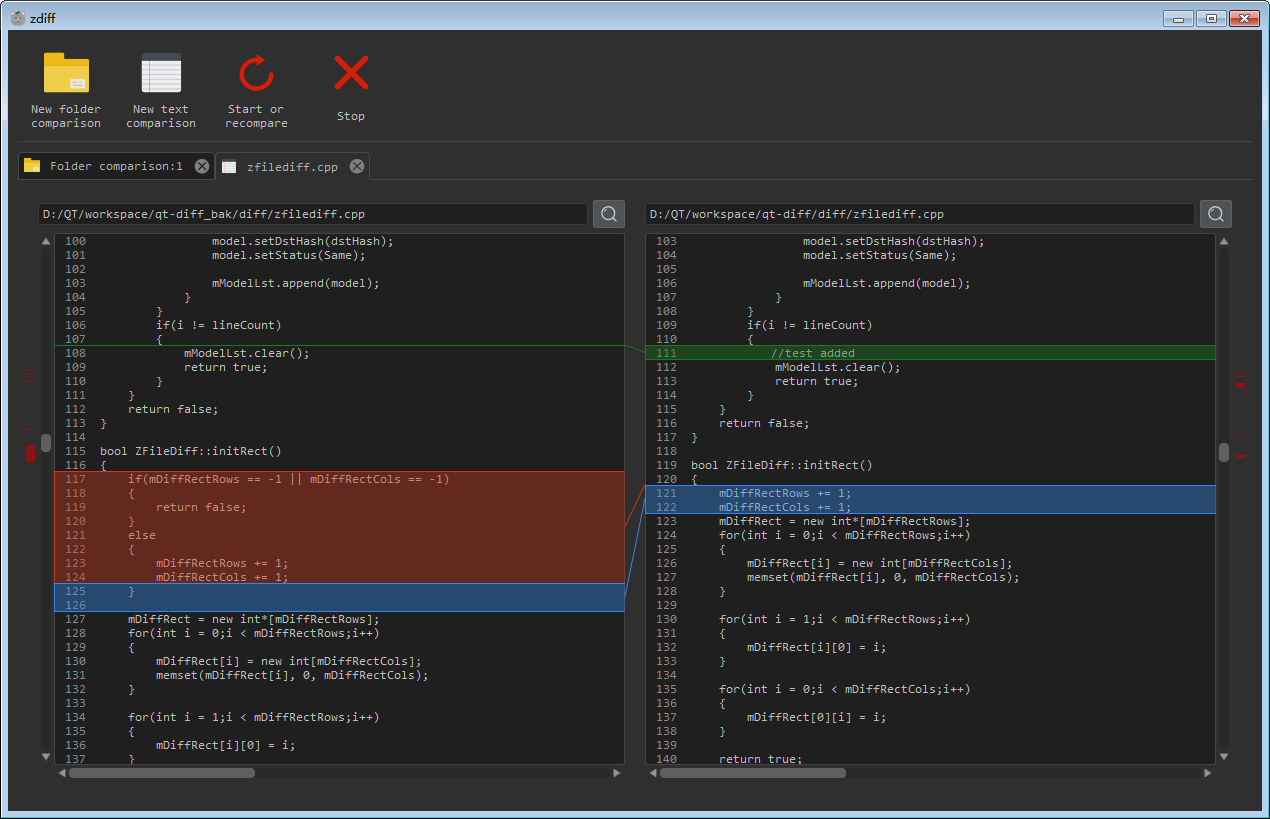 zdiff
New folder comparison
New text comparison
Start or recompare
Stop
Folder comparison:1
zfilediff.cpp
D:/QT/workspace/qt-diff_bak/diff/zfilediff.cpp
100                 model.setDstHash(dstHash);
101                 model.setStatus(Same);
102
103                 mModelLst.append(model);
104             }
105         }
106         if(i != lineCount)
107         {
108             mModelLst.clear();
109             return true;
110         }
111     }
112     return false;
113 }
114
115 bool ZFileDiff::initRect()
116 {
117     if(mDiffRectRows == -1 || mDiffRectCols == -1)
118     {
119         return false;
120     }
121     else
122     {
123         mDiffRectRows += 1;
124         mDiffRectCols += 1;
125     }
126
127     mDiffRect = new int*[mDiffRectRows];
128     for(int i = 0;i < mDiffRectRows;i++)
129     {
130         mDiffRect[i] = new int[mDiffRectCols];
131         memset(mDiffRect[i], 0, mDiffRectCols);
132     }
133
134     for(int i = 1;i < mDiffRectRows;i++)
135     {
136         mDiffRect[i][0] = i;
137     }
D:/QT/workspace/qt-diff/diff/zfilediff.cpp
103                 model.setDstHash(dstHash);
104                 model.setStatus(Same);
105
106                 mModelLst.append(model);
107             }
108         }
109         if(i != lineCount)
110         {
111            //test added
112             mModelLst.clear();
113             return true;
114         }
115     }
116     return false;
117 }
118
119 bool ZFileDiff::initRect()
120 {
121     mDiffRectRows += 1;
122     mDiffRectCols += 1;
123     mDiffRect = new int*[mDiffRectRows];
124     for(int i = 0;i < mDiffRectRows;i++)
125     {
126         mDiffRect[i] = new int[mDiffRectCols];
127         memset(mDiffRect[i], 0, mDiffRectCols);
128     }
129
130     for(int i = 1;i < mDiffRectRows;i++)
131     {
132         mDiffRect[i][0] = i;
133     }
134
135     for(int i = 0;i < mDiffRectCols;i++)
136     {
137         mDiffRect[0][i] = i;
138     }
139
140     return true;